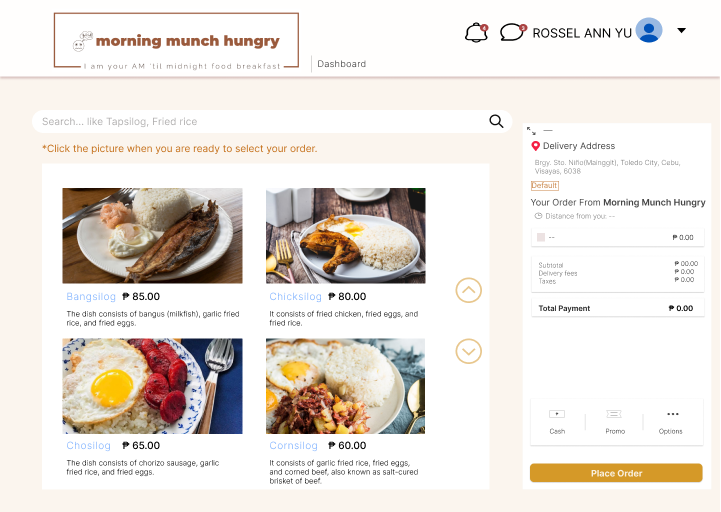 morning munch hungry
I am your AM 'til midnight food breakfast
Dashboard
4
3
ROSSEL ANN YU
Search... like Tapsilog, Fried rice
*Click the picture when you are ready to select your order.
Bangsilog ₱ 85.00
The dish consists of bangus (milkfish), garlic fried
rice, and fried eggs.
Chicksilog ₱ 80.00
It consists of fried chicken, fried eggs, and
fried rice.
Chosilog ₱ 65.00
The dish consists of chorizo sausage, garlic
fried rice, and fried eggs.
Cornsilog ₱ 60.00
It consists of garlic fried rice, fried eggs,
and corned beef, also known as salt-cured
brisket of beef.
Delivery Address
Brgy. Sto. Niño(Mainggit), Toledo City, Cebu,
Visayas, 6038
Default
Your Order From Morning Munch Hungry
Distance from you: --
-- ₱ 0.00
Subtotal ₱ 00.00
Delivery fees ₱ 0.00
Taxes ₱ 0.00
Total Payment ₱ 0.00
Cash
Promo
Options
Place Order